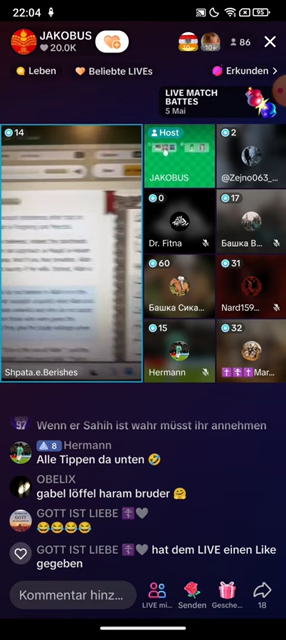 22:04
95
JAKOBUS
20.0K
10+
86
Leben
Beliebte LIVEs
Erkunden
LIVE MATCH
BATTES
5 Mai
14
Host
JAKOBUS
2
@Zejno063_...
0
Dr. Fitna
17
Башка В...
60
Башка Сика...
31
Nard159...
15
Hermann
32
✝️✝️✝️Mar...
Shpata.e.Berishes
Wenn er Sahih ist wahr müsst ihr annehmen
8 Hermann
Alle Tippen da unten 🤣
OBELIX
gabel löffel haram bruder 🤗
GOTT IST LIEBE ✝️🩶
😂😂😂😂
GOTT IST LIEBE ✝️🩶 hat dem LIVE einen Like
gegeben
Kommentar hinz...
LIVE mi...
Senden
Gesche...
18